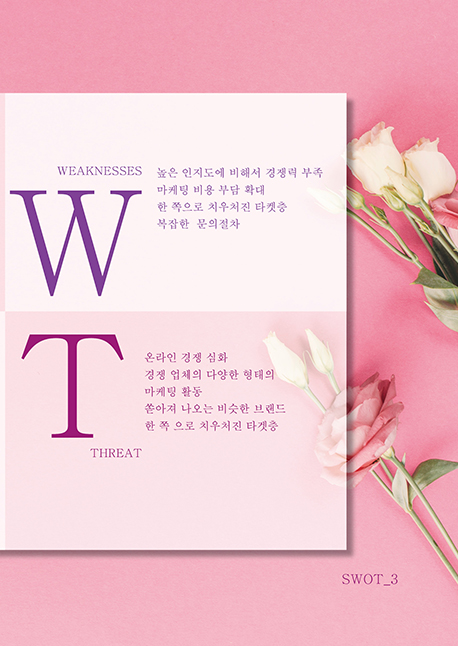 WEAKNESSES
W
높은 인지도에 비해서 경쟁력 부족
마케팅 비용 부담 확대
한 쪽으로 치우쳐진 타켓층
복잡한 문의절차
T
THREAT
온라인 경쟁 심화
경쟁 업체의 다양한 형태의
마케팅 활동
쏟아져 나오는 비슷한 브랜드
한 쪽 으로 치우쳐진 타겟층
SWOT_3